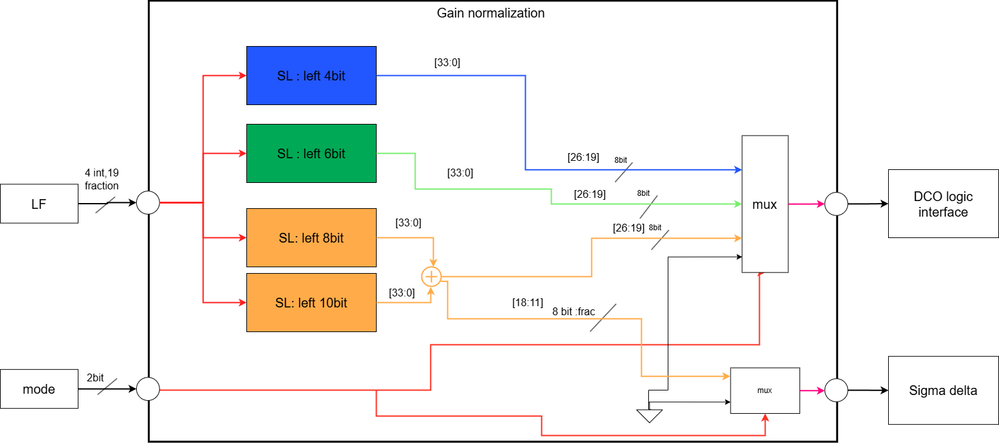 Gain normalization
SL : left 4bit
[33:0]
SL : left 6bit
[33:0]
[26:19]
8bit
[26:19]
8bit
4 int,19
fraction
LF
SL: left 8bit
[33:0]
[26:19]
8bit
mux
DCO logic
interface
SL: left 10bit
[33:0]
[18:11]
8 bit :frac
mode
2bit
mux
Sigma delta